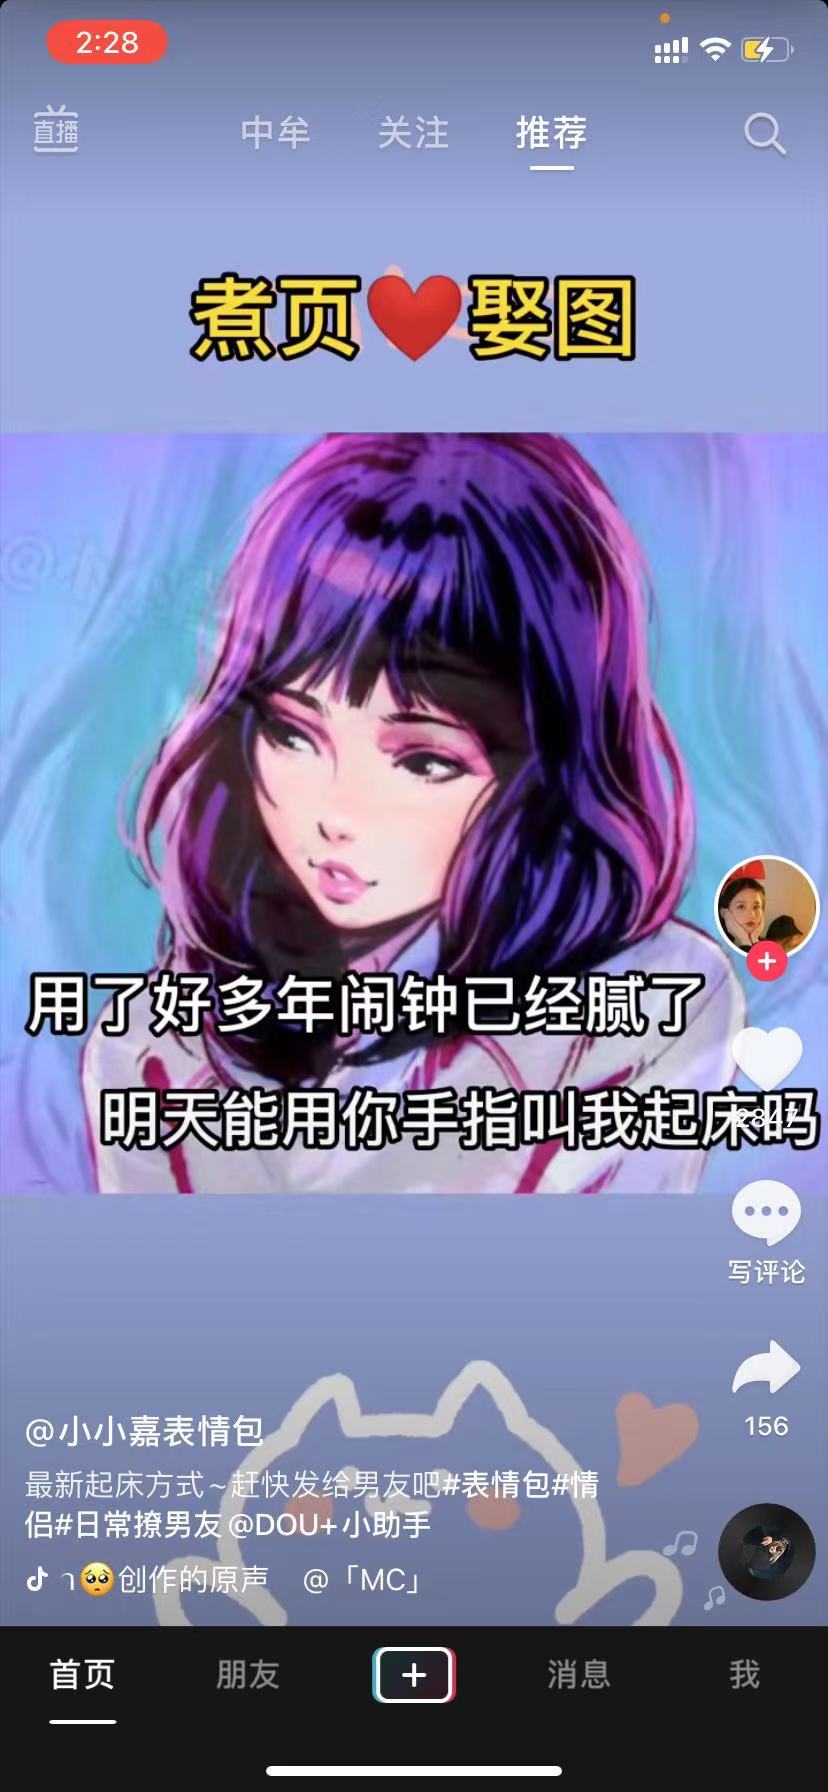 2:28
直播 中牟 关注 推荐
煮页❤️娶图
用了好多年闹钟已经腻了
明天能用你手指叫我起床吗
2847
写评论
156
@小小嘉表情包
最新起床方式~赶快发给男友吧#表情包#情
侣#日常撩男友@DOU+小助手
🥺创作的原声 @「MC」
首页 朋友 消息 我